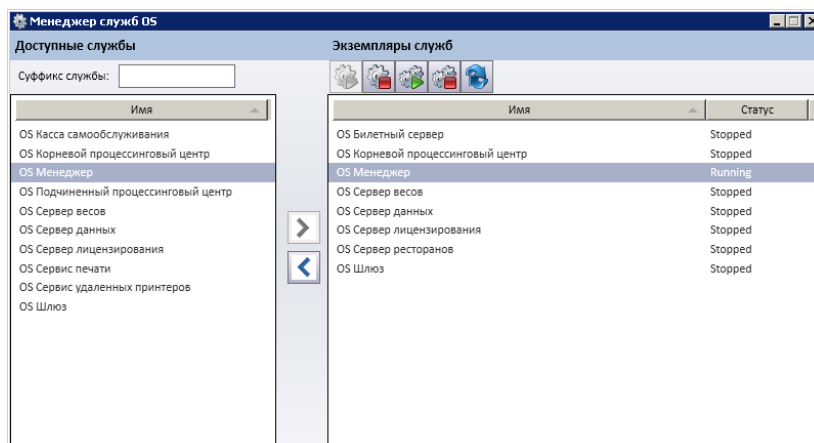 Менеджер служб OS
Доступные службы
Экземпляры служб
Суффикс службы:
Имя
OS Касса самообслуживания
OS Корневой процессинговый центр
OS Менеджер
OS Подчиненный процессинговый центр
OS Сервер весов
OS Сервер данных
OS Сервер лицензирования
OS Сервис печати
OS Сервис удаленных принтеров
OS Шлюз
Имя Статус
OS Билетный сервер Stopped
OS Корневой процессинговый центр Stopped
OS Менеджер Running
OS Сервер весов Stopped
OS Сервер данных Stopped
OS Сервер лицензирования Stopped
OS Сервер ресторанов Stopped
OS Шлюз Stopped